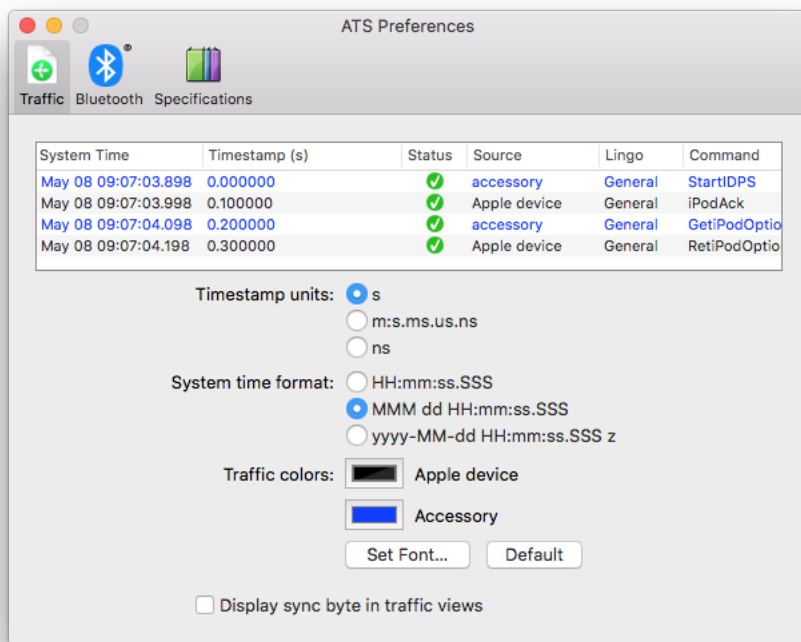 ATS Preferences
Traffic Bluetooth® Specifications
System Time Timestamp (s) Status Source Lingo Command
May 08 09:07:03.898 0.000000 accessory General StartIDPS
May 08 09:07:03.998 0.100000 Apple device General iPodAck
May 08 09:07:04.098 0.200000 accessory General GetiPodOptio
May 08 09:07:04.198 0.300000 Apple device General RetiPodOptio
Timestamp units: s
m:s.ms.us.ns
ns
System time format: HH:mm:ss.SSS
MMM dd HH:mm:ss.SSS
yyyy-MM-dd HH:mm:ss.SSS z
Traffic colors: Apple device
Accessory
Set Font... Default
Display sync byte in traffic views